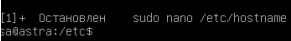 [1]+  Остановлен    sudo nano /etc/hostname
sa@astra:/etc$